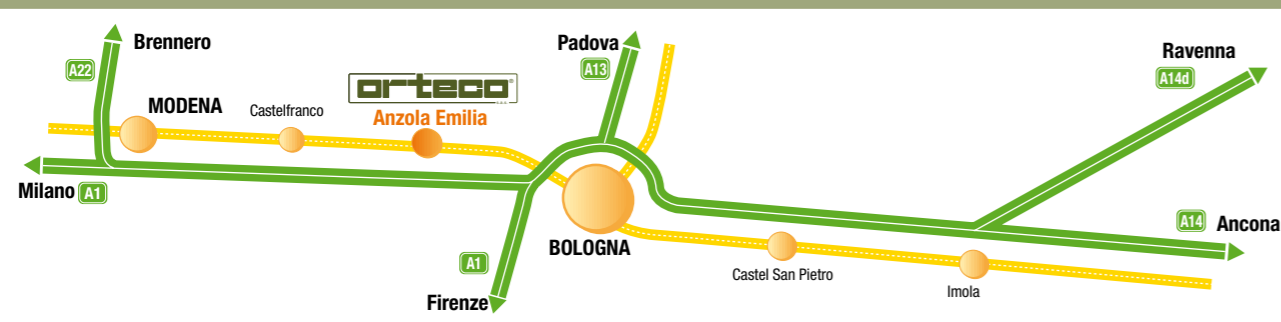 Brennero
A22
MODENA
Castelfranco
orteco
Anzola Emilia
Padova
A13
Ravenna
A14d
Milano A1
BOLOGNA
A14 Ancona
A1
Castel San Pietro
Imola
Firenze